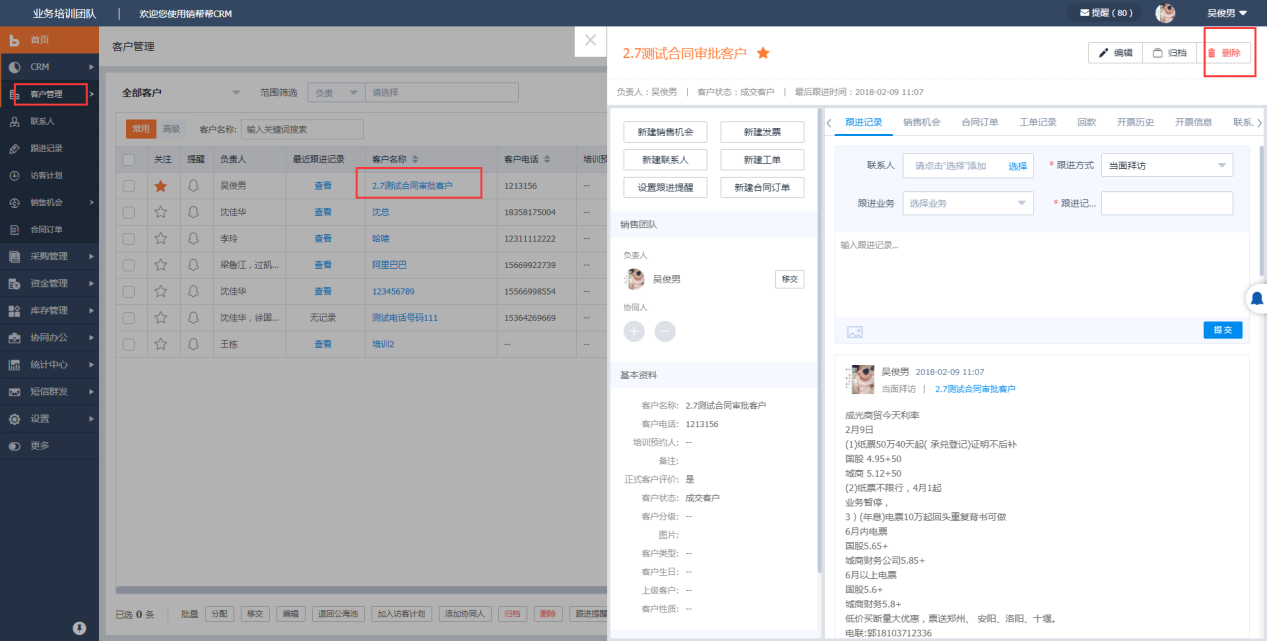 业务培训团队 | 欢迎您使用销帮帮CRM
提醒 ( 80 )
吴俊男
首页
CRM
客户管理
联系人
跟进记录
访客计划
销售机会
合同订单
采购管理
资金管理
库存管理
协同办公
统计中心
短信群发
设置
更多
客户管理
全部客户 范围筛选 负责 请选择
常用 高级 客户名称: 输入关键词搜索
关注 提醒 负责人 最近跟进记录 客户名称 客户电话 培训预
吴俊男 查看 2.7测试合同审批客户 1213156 --
沈佳华 查看 沈总 18358175004 --
李玲 查看 哈喽 12311112222 --
梁鲁江，过凯... 查看 阿里巴巴 15669922739 --
沈佳华 查看 123456789 15566998554 --
沈佳华，徐国... 无记录 测试电话号码111 15364269669 --
王栋 查看 培训2 -- --
已选 0 条 批量 分配 移交 编辑 退回公海池 加入访客计划 添加协同人 归档 删除 跟进提醒
2.7测试合同审批客户
编辑 归档 删除
负责人：吴俊男 | 客户状态：成交客户 | 最后跟进时间：2018-02-09 11:07
新建销售机会 新建发票
新建联系人 新建工单
设置跟进提醒 新建合同订单
销售团队
负责人
吴俊男 移交
协同人
基本资料
客户名称: 2.7测试合同审批客户
客户电话: 1213156
培训预约人: --
备注:
正式客户评价: 是
客户状态: 成交客户
客户分级: --
图片:
客户类型: --
客户生日: --
上级客户: --
客户性质: --
跟进记录 销售机会 合同订单 工单记录 回款 开票历史 开票信息 联系.
联系人 请点击"选择"添加 选择 * 跟进方式 当面拜访
跟进业务 选择业务 * 跟进记...
输入跟进记录...
提交
吴俊男 2018-02-09 11:07
当面拜访 | 2.7测试合同审批客户
成光商贸今天利率
2月9日
(1)纸票50万40天起( 承兑登记)证明不后补
国股 4.95+50
城商 5.12+50
(2)纸票不限行，4月1起
业务暂停，
3 ) (年息)电票10万起回头重复背书可做
6月内电票
国股5.65+
城商财务公司5.85+
6月以上电票
国股5.6+
城商财务5.8+
低价买断量大优惠，票送郑州、 安阳、洛阳、十堰。
电联:郭18103712336